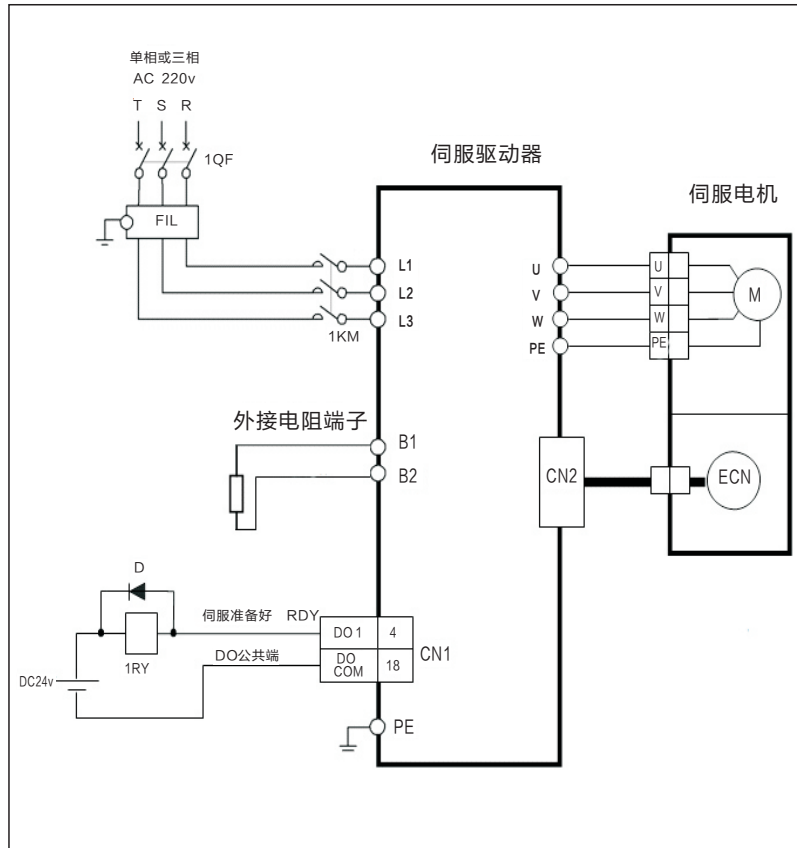 单相或三相
AC 220v
T S R
1QF
伺服驱动器
伺服电机
FIL
L1
L2
L3
1KM
U
V
W
PE
U
V
W
PE
M
外接电阻端子
B1
B2
CN2
ECN
D
伺服准备好 RDY
DO 1 4
1RY
DO公共端
DO
COM
18
CN1
DC24v
PE